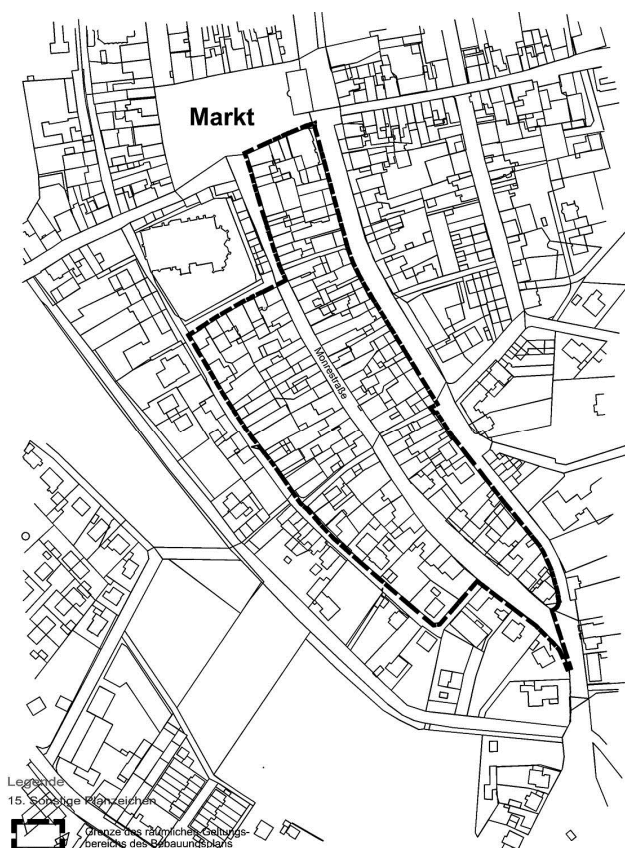 Markt
Monrestraße
Legende
15. Sonstige Planzeichen
Grenze des räumlichen Geltungs-
bereichs des Bebauungsplans